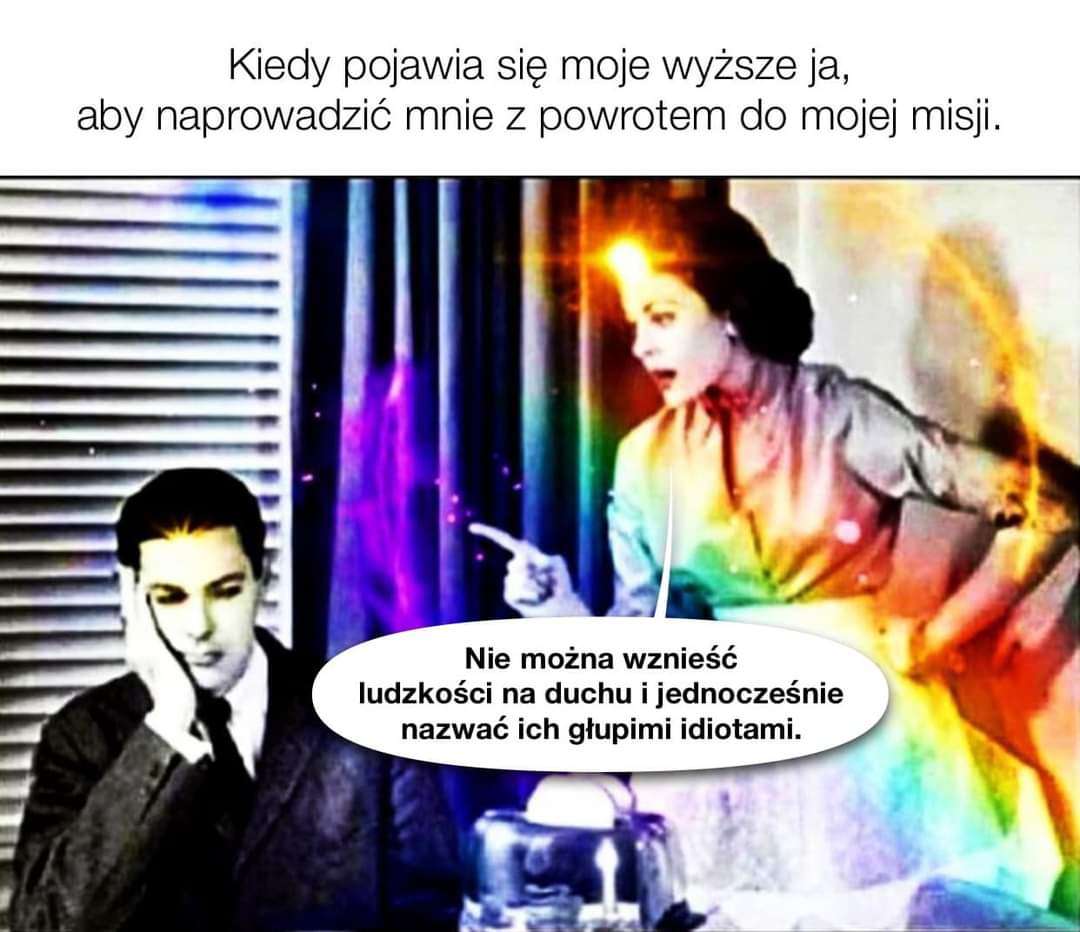 Kiedy pojawia się moje wyższe ja,
aby naprowadzić mnie z powrotem do mojej misji.
Nie można wznieść
ludzkości na duchu i jednocześnie
nazwać ich głupimi idiotami.